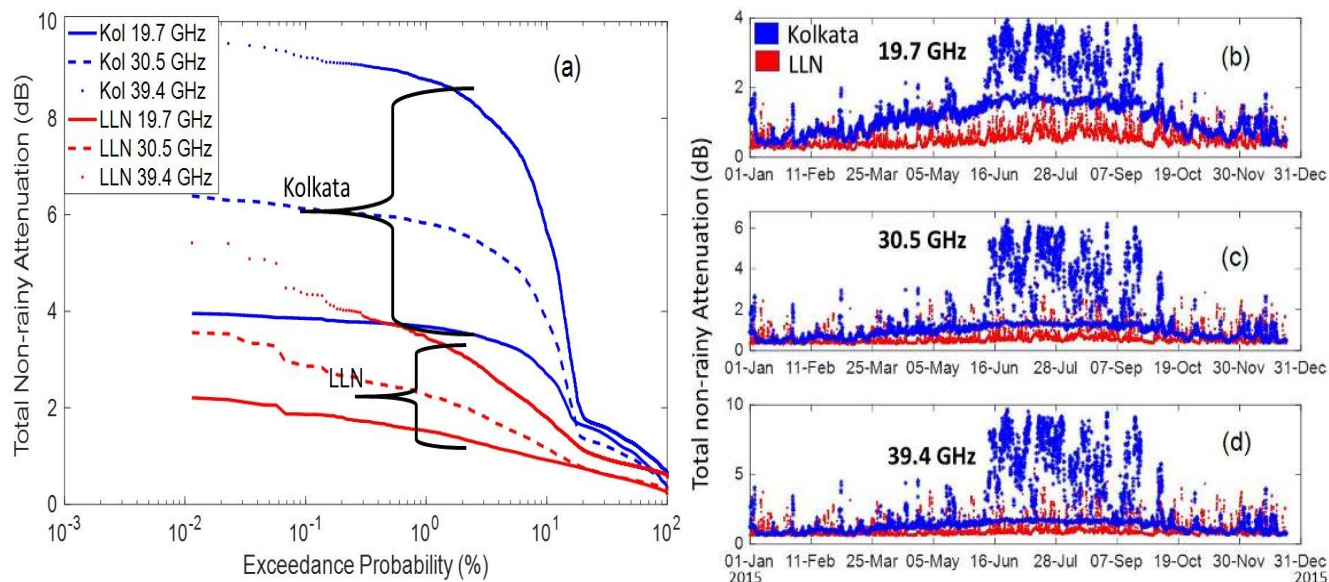 10
8
6
4
2
0
Total Non-rainy Attenuation (dB)
Kol 19.7 GHz
Kol 30.5 GHz
Kol 39.4 GHz
LLN 19.7 GHz
LLN 30.5 GHz
LLN 39.4 GHz
(a)
Kolkata
LLN
10-3 10-2 10-1 100 101 102
Exceedance Probability (%)
Total non-rainy Attenuation (dB)
4
2
0
Kolkata
LLN
19.7 GHz
(b)
01-Jan 11-Feb 25-Mar 05-May 16-Jun 28-Jul 07-Sep 19-Oct 30-Nov 31-Dec
6
4
2
0
30.5 GHz
(c)
01-Jan 11-Feb 25-Mar 05-May 16-Jun 28-Jul 07-Sep 19-Oct 30-Nov 31-Dec
10
5
0
39.4 GHz
(d)
01-Jan 11-Feb 25-Mar 05-May 16-Jun 28-Jul 07-Sep 19-Oct 30-Nov 31-Dec
2015 2015